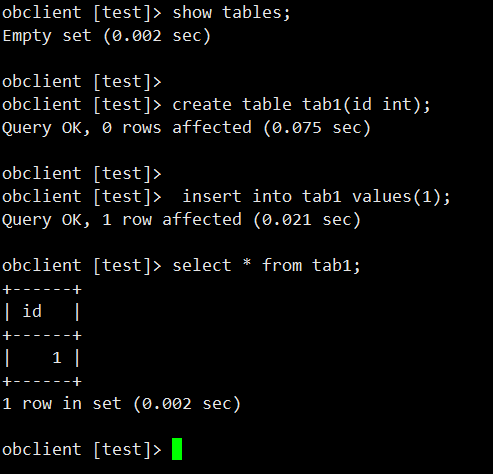 obclient [test]> show tables;
Empty set (0.002 sec)
obclient [test]>
obclient [test]> create table tab1(id int);
Query OK, 0 rows affected (0.075 sec)
obclient [test]>
obclient [test]>  insert into tab1 values(1);
Query OK, 1 row affected (0.021 sec)
obclient [test]> select * from tab1;
+------+
| id   |
+------+
|    1 |
+------+
1 row in set (0.002 sec)
obclient [test]>